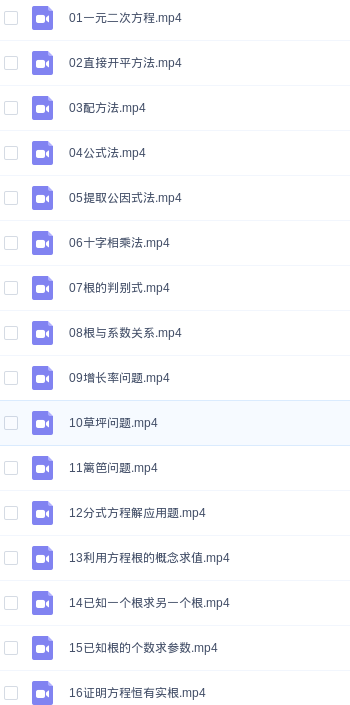 01一元二次方程.mp4
02直接开平方法.mp4
03配方法.mp4
04公式法.mp4
05提取公因式法.mp4
06十字相乘法.mp4
07根的判别式.mp4
08根与系数关系.mp4
09增长率问题.mp4
10草坪问题.mp4
11篱笆问题.mp4
12分式方程解应用题.mp4
13利用方程根的概念求值.mp4
14已知一个根求另一个根.mp4
15已知根的个数求参数.mp4
16证明方程恒有实根.mp4